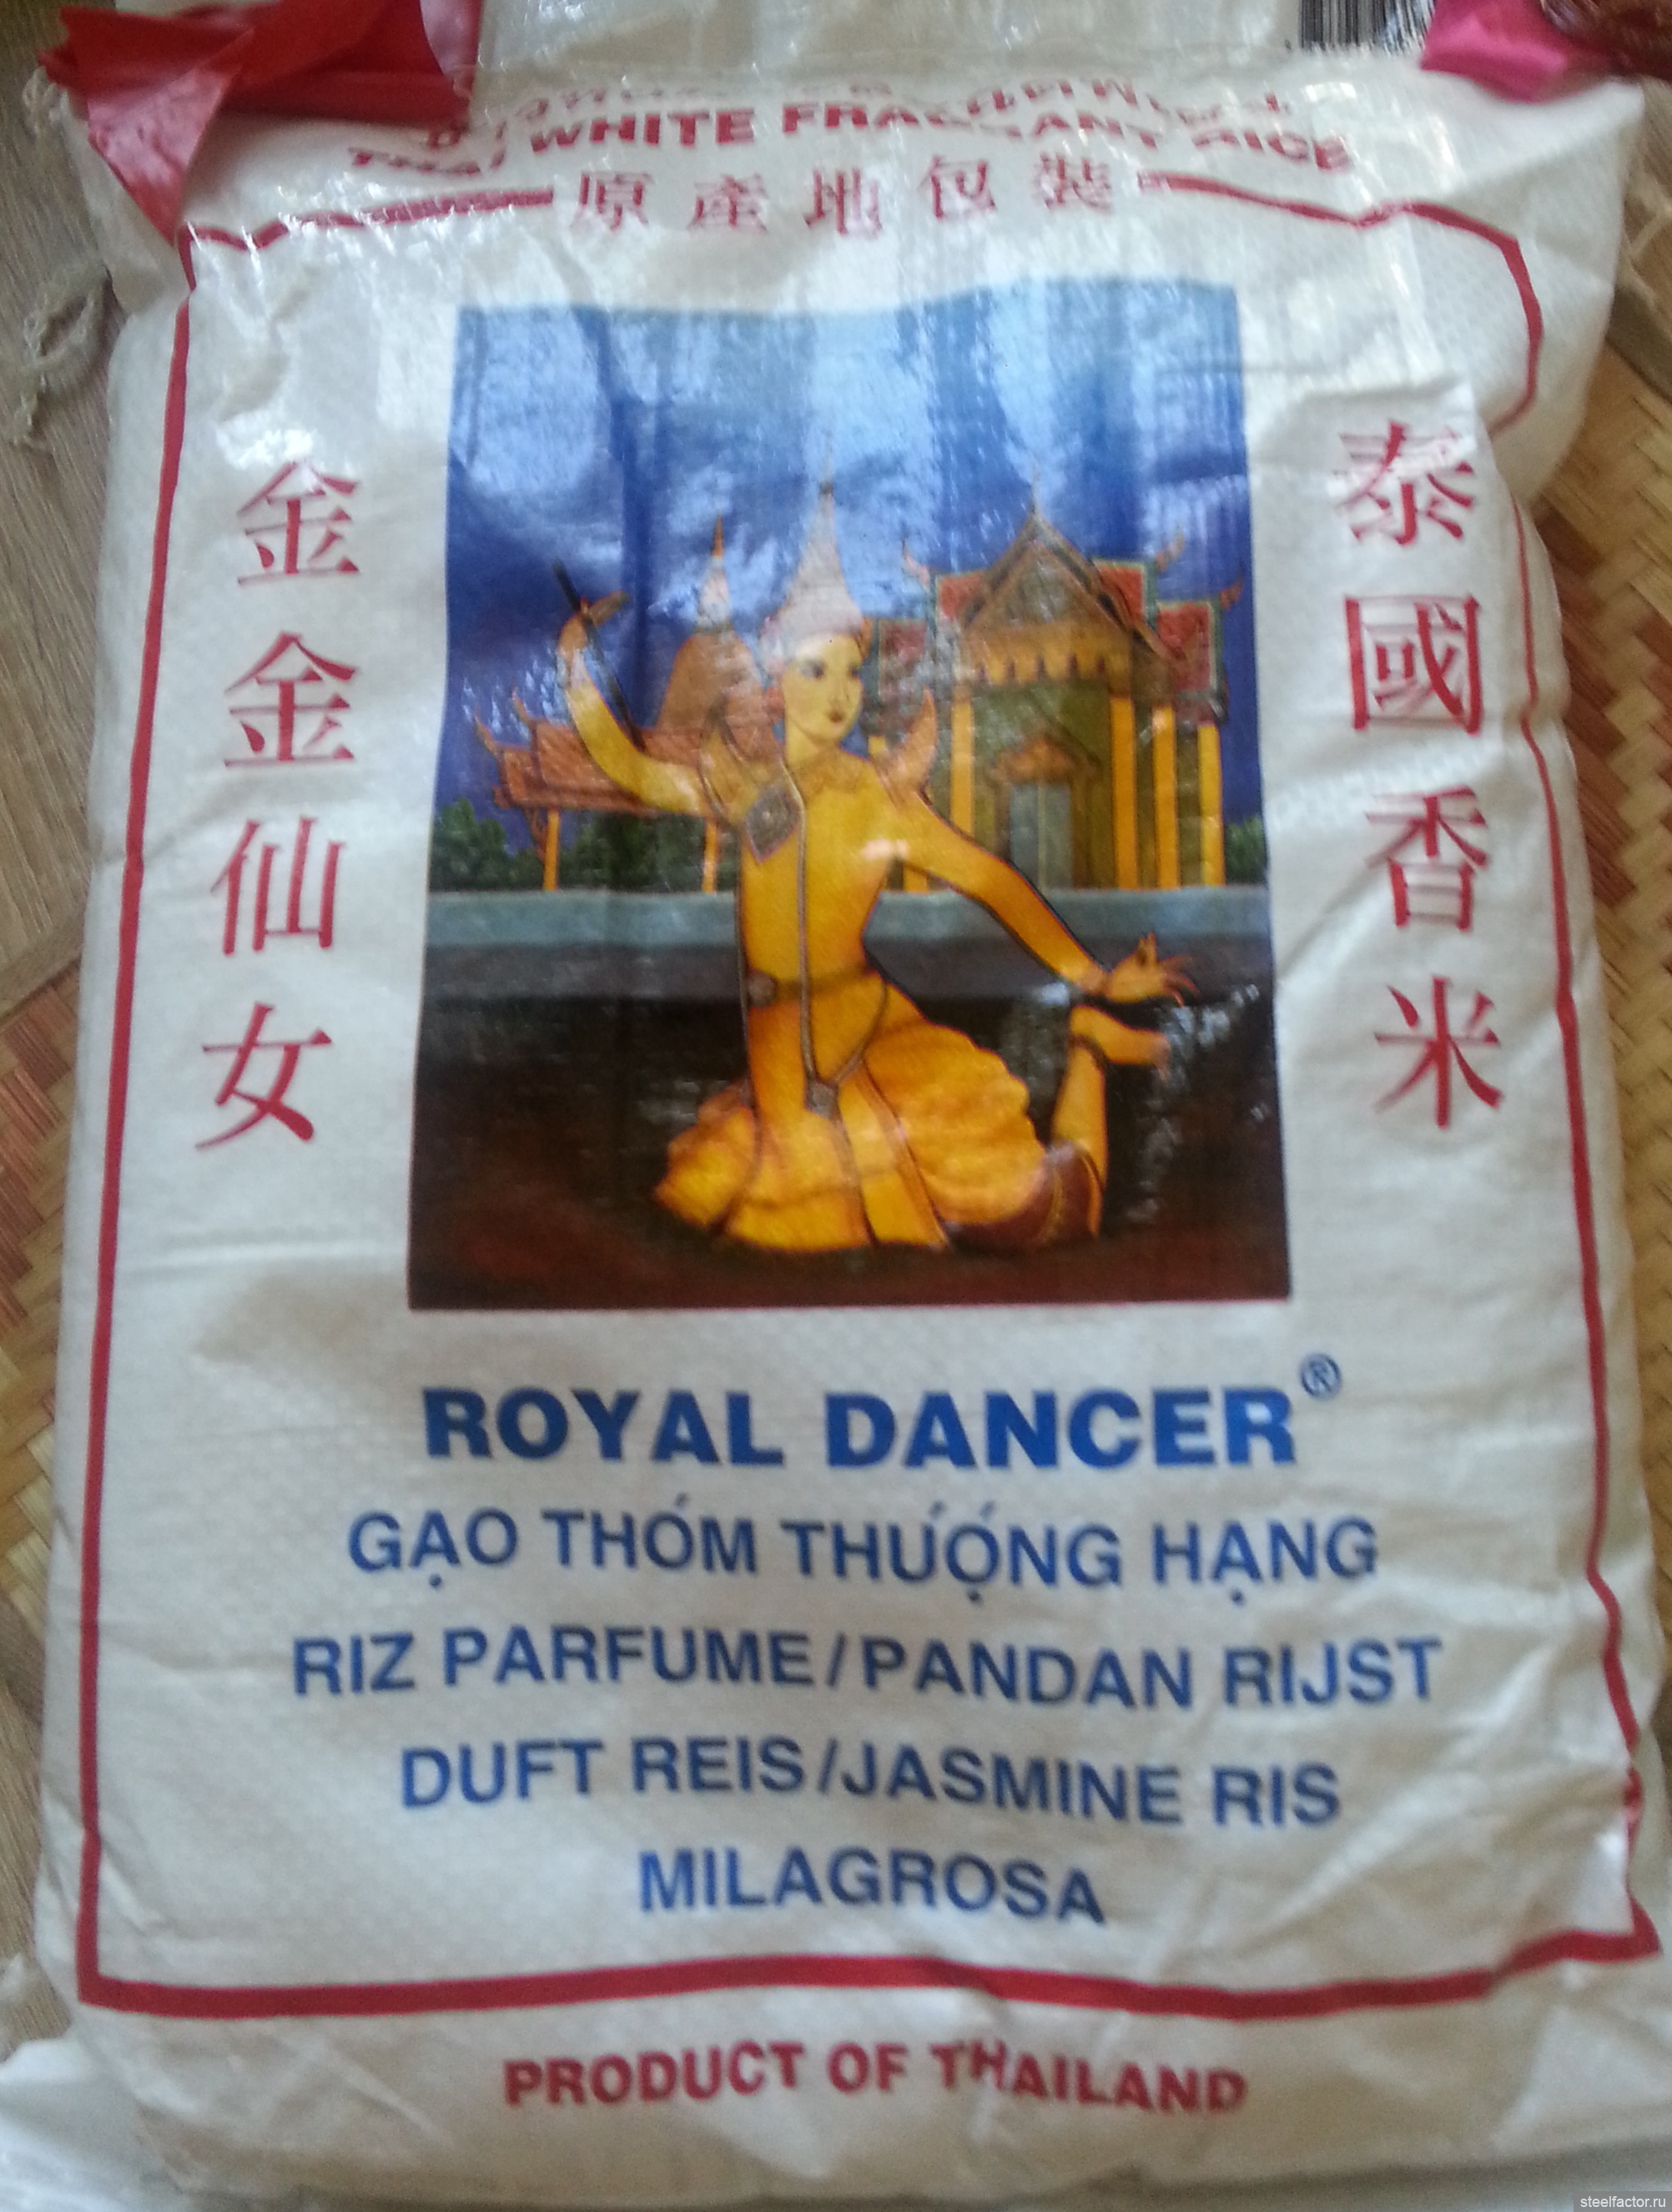 THAI WHITE FRAGRANT RICE
原產地包裝
金金仙女
泰國香米
ROYAL DANCER®
GẠO THÓM THƯỢNG HẠNG
RIZ PARFUME/PANDAN RIJST
DUFT REIS/JASMINE RIS
MILAGROSA
PRODUCT OF THAILAND
steelfactor.ru